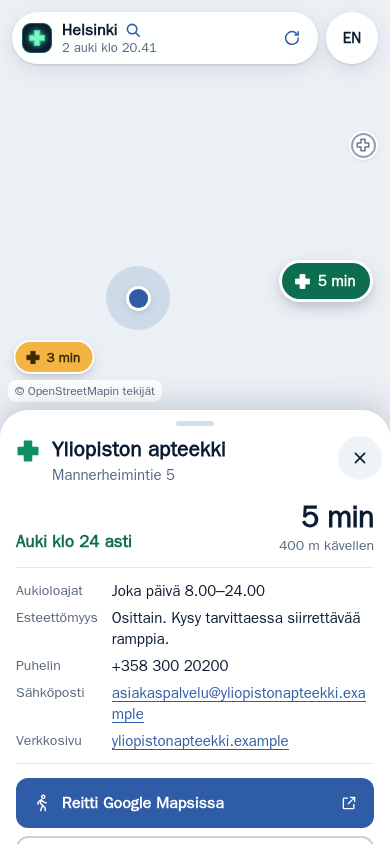 Helsinki
2 auki klo 20.41
EN
5 min
3 min
© OpenStreetMapin tekijät
Yliopiston apteekki
Mannerheimintie 5
5 min
Auki klo 24 asti
400 m kävellen
Aukioloajat
Joka päivä 8.00–24.00
Esteettömyys
Osittain. Kysy tarvittaessa siirrettävää
ramppia.
Puhelin
+358 300 20200
Sähköposti
asiakaspalvelu@yliopistonapteekki.exa
mple
Verkkosivu
yliopistonapteekki.example
Reitti Google Mapsissa